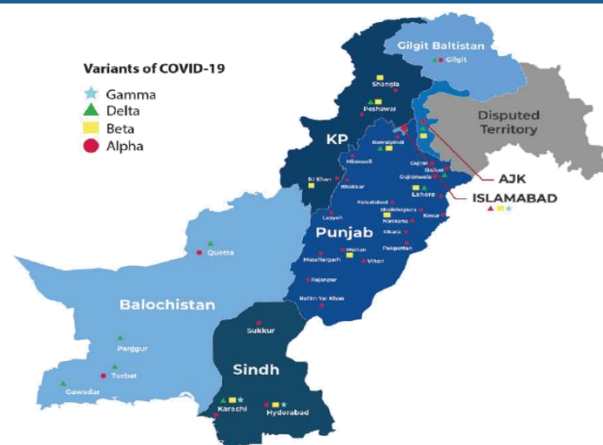 Variants of COVID-19
Gamma
Delta
Beta
Alpha
Gilgit Baltistan
Gilgit
Shangla
Peshawar
KP
Disputed
Territory
Rawalpindi
Mianwali
AJK
ISLAMABAD
Gujrat
Sialkot
Gujranwala
DI Khan
Bhakkar
Lahore
Faisalabad
Sheikhupura
Layyah
Nankana
Kasur
Okara
Punjab
Pakpattan
Multan
Muzaffargarh
Vihari
Rajanpur
Rahim Yar Khan
Quetta
Balochistan
Panjgur
Turbat
Gawadar
Sukkur
Sindh
Karachi
Hyderabad